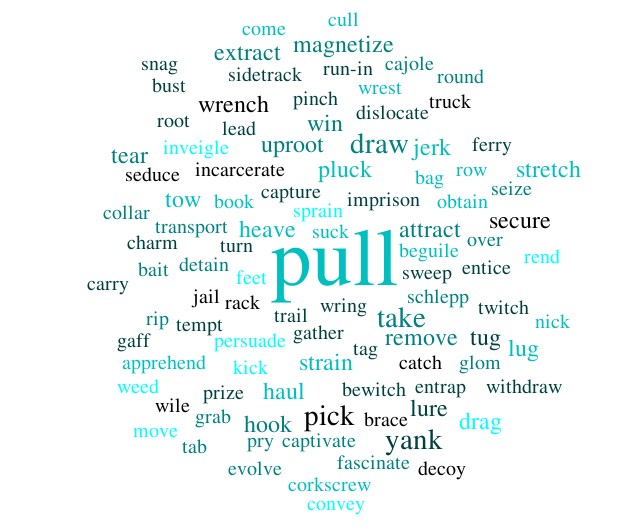 cull
come
extract magnetize
snag sidetrack run-in cajole round
bust wrench pinch wrest truck
root lead win dislocate
tear inveigle uproot draw jerk ferry
seduce incarcerate pluck bag row stretch
tow book capture imprison obtain seize
collar sprain secure
transport heave suck attract over
charm turn pull beguile rend
bait detain feet sweep entice
carry jail rack schlepp twitch
rip tempt trail wring take nick
gaff persuade gather tag remove tug lug
apprehend kick strain catch glom
weed prize haul bewitch entrap withdraw
wile grab hook pick brace lure drag
move tab pry captivate yank
evolve fascinate decoy
corkscrew
convey